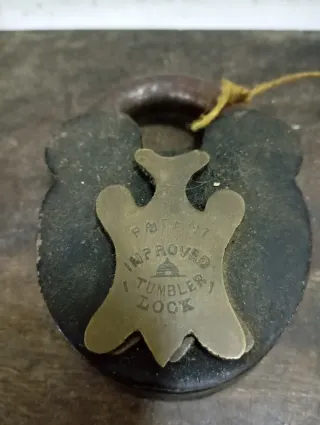 PATENT
IMPROVED
TUMBLER
LOCK